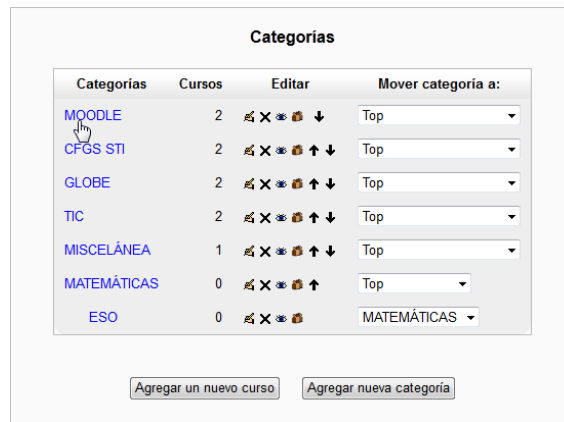 Categorías
Categorías Cursos Editar Mover categoría a:
MOODLE 2 Top
CFGS STI 2 Top
GLOBE 2 Top
TIC 2 Top
MISCELÁNEA 1 Top
MATEMÁTICAS 0 Top
ESO 0 MATEMÁTICAS
Agregar un nuevo curso Agregar nueva categoría